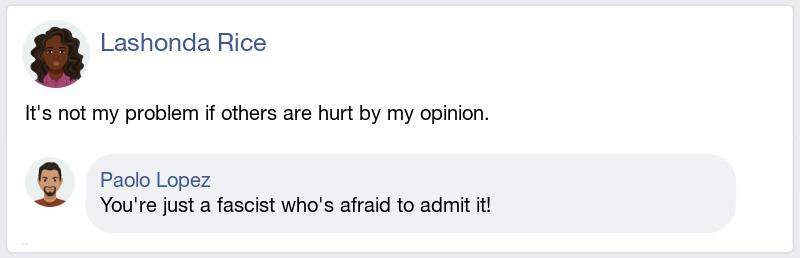 Lashonda Rice
It's not my problem if others are hurt by my opinion.
Paolo Lopez
You're just a fascist who's afraid to admit it!